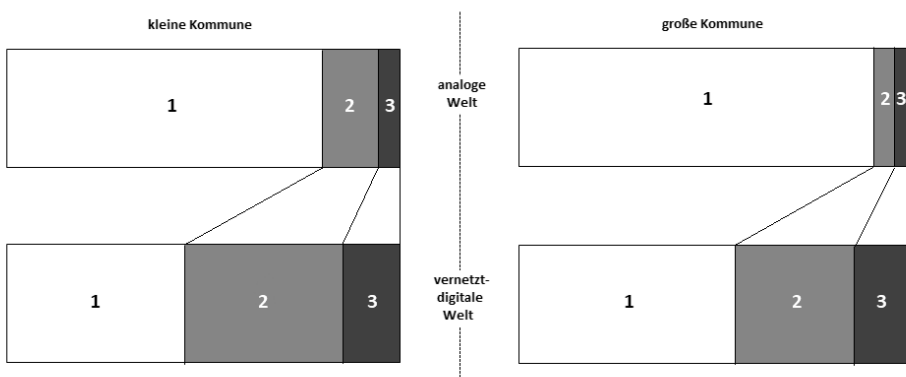 kleine Kommune
große Kommune
1 2 3
analoge
Welt
1 2 3
1 2 3
vernetzt-
digitale
Welt
1 2 3